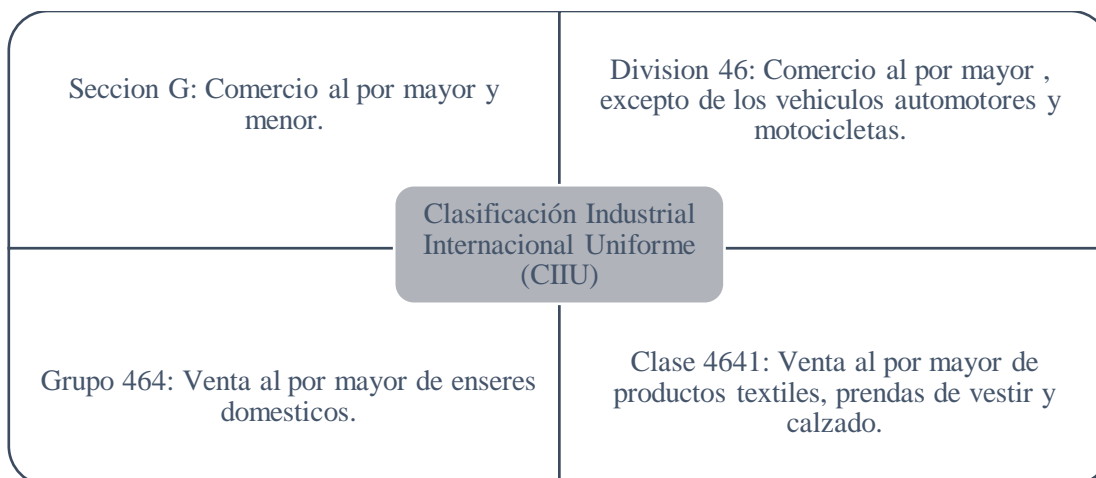 Seccion G: Comercio al por mayor y
menor.
Division 46: Comercio al por mayor ,
excepto de los vehiculos automotores y
motocicletas.
Clasificación Industrial
Internacional Uniforme
(CIIU)
Grupo 464: Venta al por mayor de enseres
domesticos.
Clase 4641: Venta al por mayor de
productos textiles, prendas de vestir y
calzado.